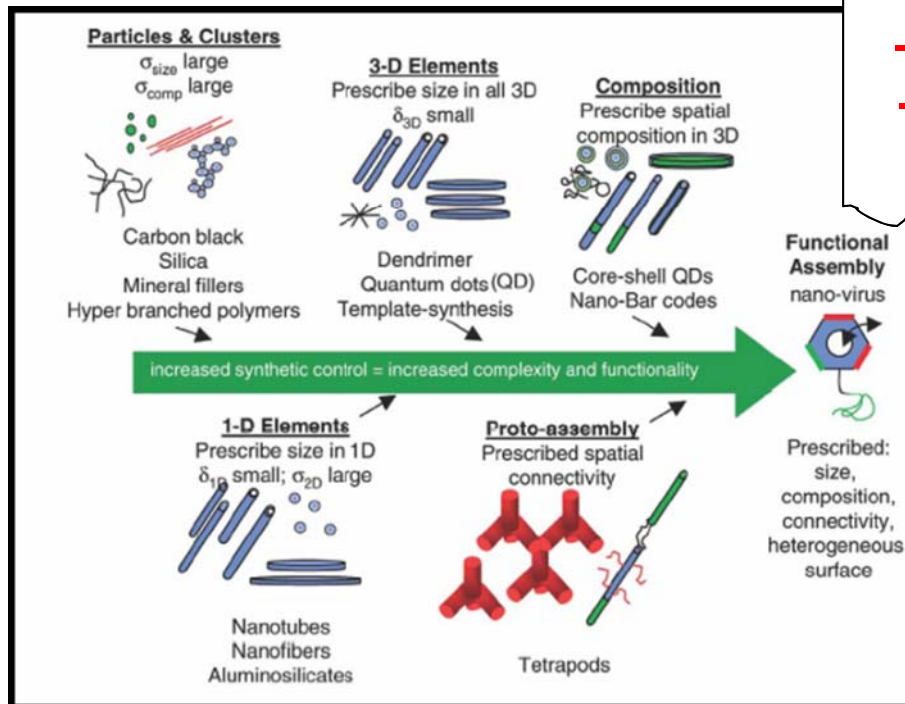 Particles & Clusters
σsize large
σcomp large
Carbon black
Silica
Mineral fillers
Hyper branched polymers
3-D Elements
Prescribe size in all 3D
δ3D small
Dendrimer
Quantum dots (QD)
Template-synthesis
Composition
Prescribe spatial
composition in 3D
Core-shell QDs
Nano-Bar codes
Functional
Assembly
nano-virus
increased synthetic control = increased complexity and functionality
1-D Elements
Prescribe size in 1D
δ1D small; σ2D large
Nanotubes
Nanofibers
Aluminosilicates
Proto-assembly
Prescribed spatial
connectivity
Tetrapods
Prescribed:
size,
composition,
connectivity,
heterogeneous
surface